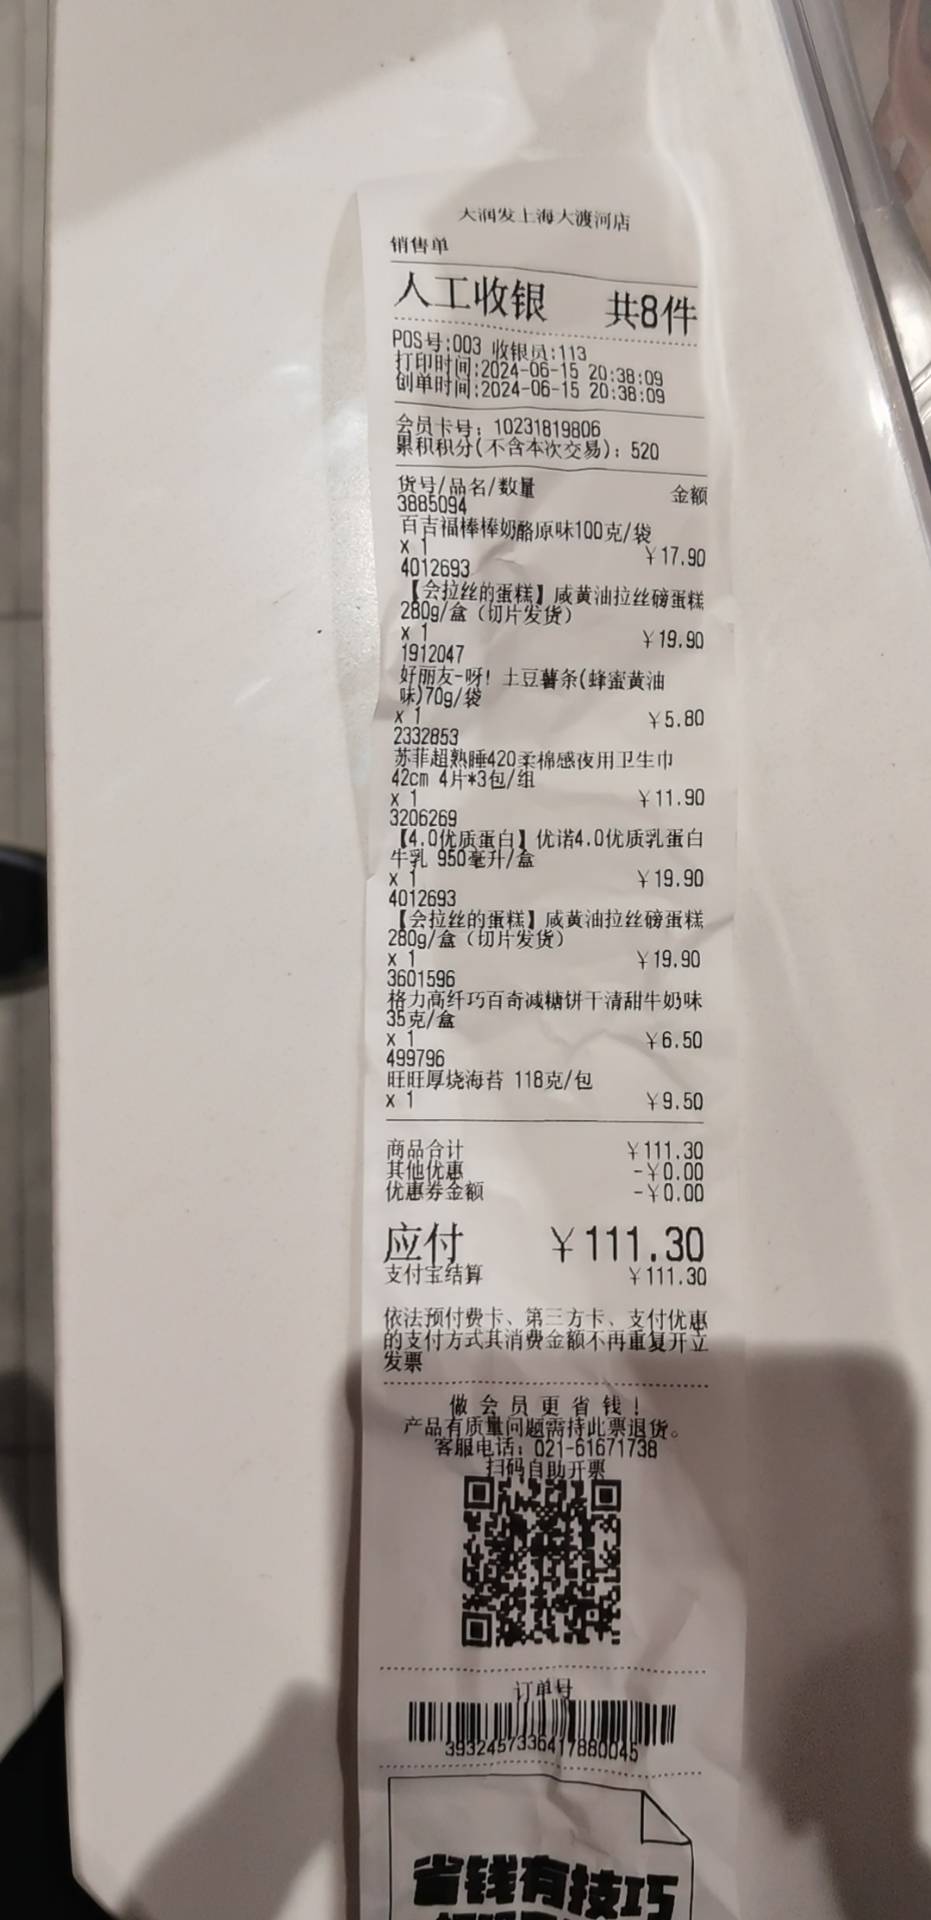 大润发上海大渡河店
销售单
人工收银 共8件
POS号:003 收银员:113
打印时间:2024-06-15 20:38:09
创单时间:2024-06-15 20:38:09
会员卡号: 10231819806
累积积分(不含本次交易): 520
货号/品名/数量 金额
3885094
百吉福棒棒奶酪原味100克/袋
x 1 ￥17.90
4012693
【会拉丝的蛋糕】咸黄油拉丝磅蛋糕
280g/盒（切片发货）
x 1 ￥19.90
1912047
好丽友-呀! 土豆薯条(蜂蜜黄油
味)70g/袋
x 1 ￥5.80
2332853
苏菲超熟睡420柔棉感夜用卫生巾
42cm 4片*3包/组
x 1 ￥11.90
3206269
【4.0优质蛋白】优诺4.0优质乳蛋白
牛乳 950毫升/盒
x 1 ￥19.90
4012693
【会拉丝的蛋糕】咸黄油拉丝磅蛋糕
280g/盒（切片发货）
x 1 ￥19.90
3601596
格力高纤巧百奇减糖饼干清甜牛奶味
35克/盒
x 1 ￥6.50
499796
旺旺厚烧海苔 118克/包
x 1 ￥9.50
商品合计 ￥111.30
其他优惠 -￥0.00
优惠券金额 -￥0.00
应付 ￥111.30
支付宝结算 ￥111.30
依法预付费卡、第三方卡、支付优惠
的支付方式其消费金额不再重复开立
发票
做会员更省钱!
产品有质量问题需持此票退货。
客服电话: 021-61671738
扫码自助开票
订单号
3932457336417880045
省钱有技巧